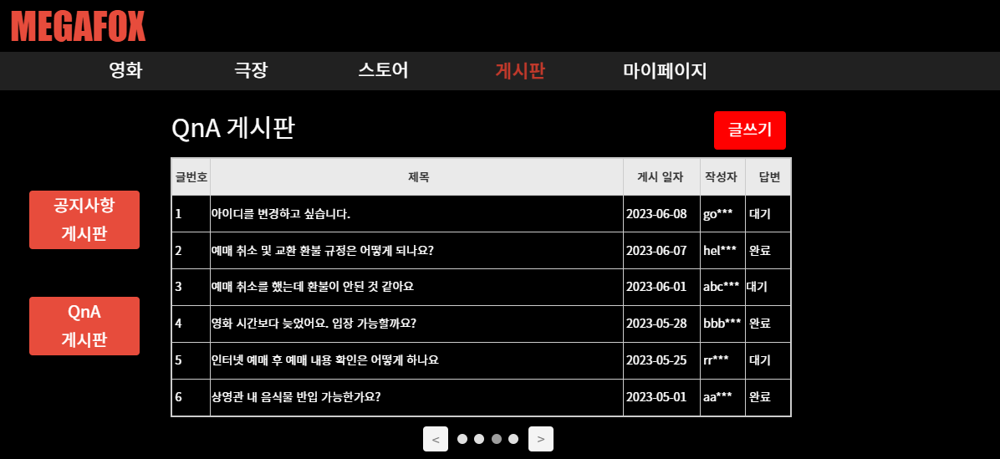 MEGAFOX
영화 극장 스토어 게시판 마이페이지
QnA 게시판
글쓰기
공지사항
게시판
QnA
게시판
글번호 제목 게시 일자 작성자 답변
1 아이디를 변경하고 싶습니다. 2023-06-08 go*** 대기
2 예매 취소 및 교환 환불 규정은 어떻게 되나요? 2023-06-07 hel*** 완료
3 예매 취소를 했는데 환불이 안된 것 같아요 2023-06-01 abc*** 대기
4 영화 시간보다 늦었어요. 입장 가능할까요? 2023-05-28 bbb*** 완료
5 인터넷 예매 후 예매 내용 확인은 어떻게 하나요 2023-05-25 rr*** 대기
6 상영관 내 음식물 반입 가능한가요? 2023-05-01 aa*** 완료
< >